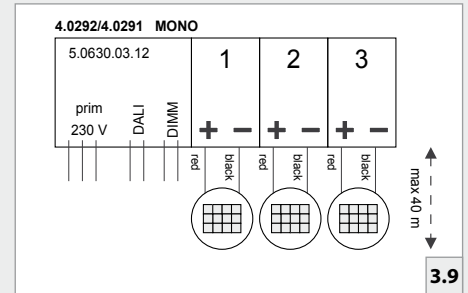 4.0292/4.0291 MONO
5.0630.03.12
1
2
3
prim
230 V
DALI
DIMM
+ −
+ −
+ −
red
black
red
black
red
black
max 40 m
3.9